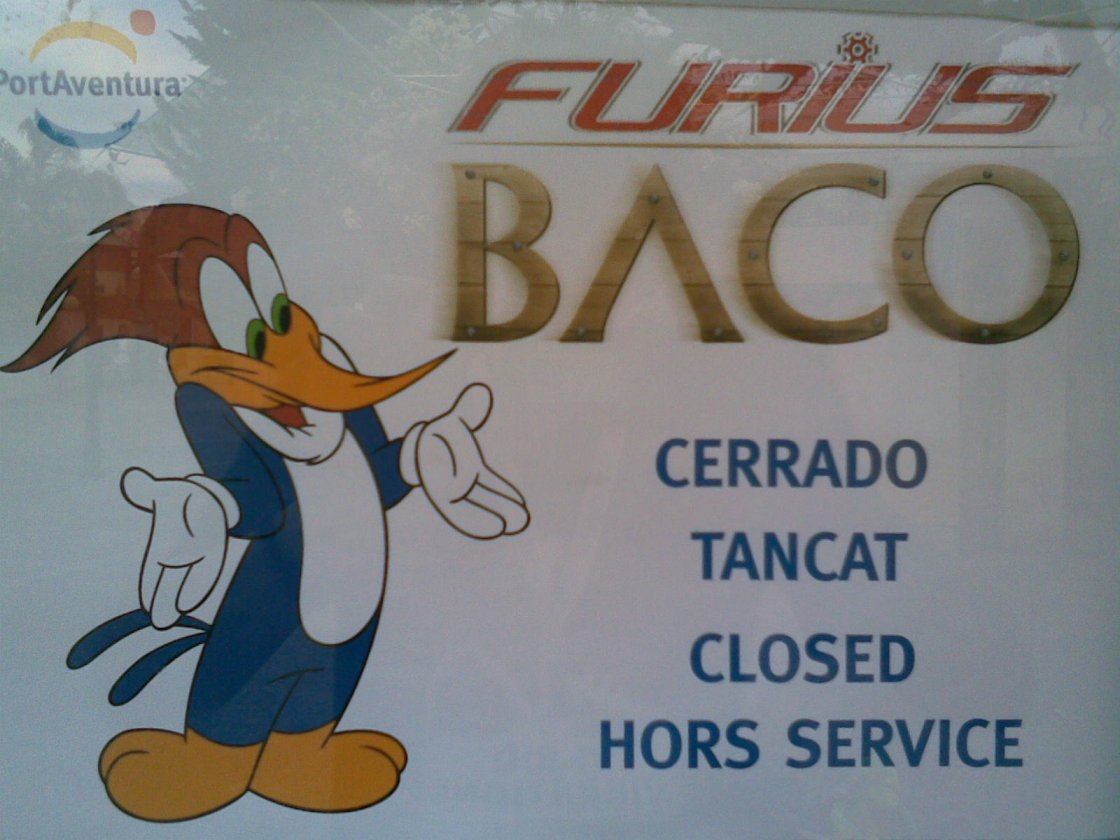 PortAventura
FURIUS
BACO
CERRADO
TANCAT
CLOSED
HORS SERVICE